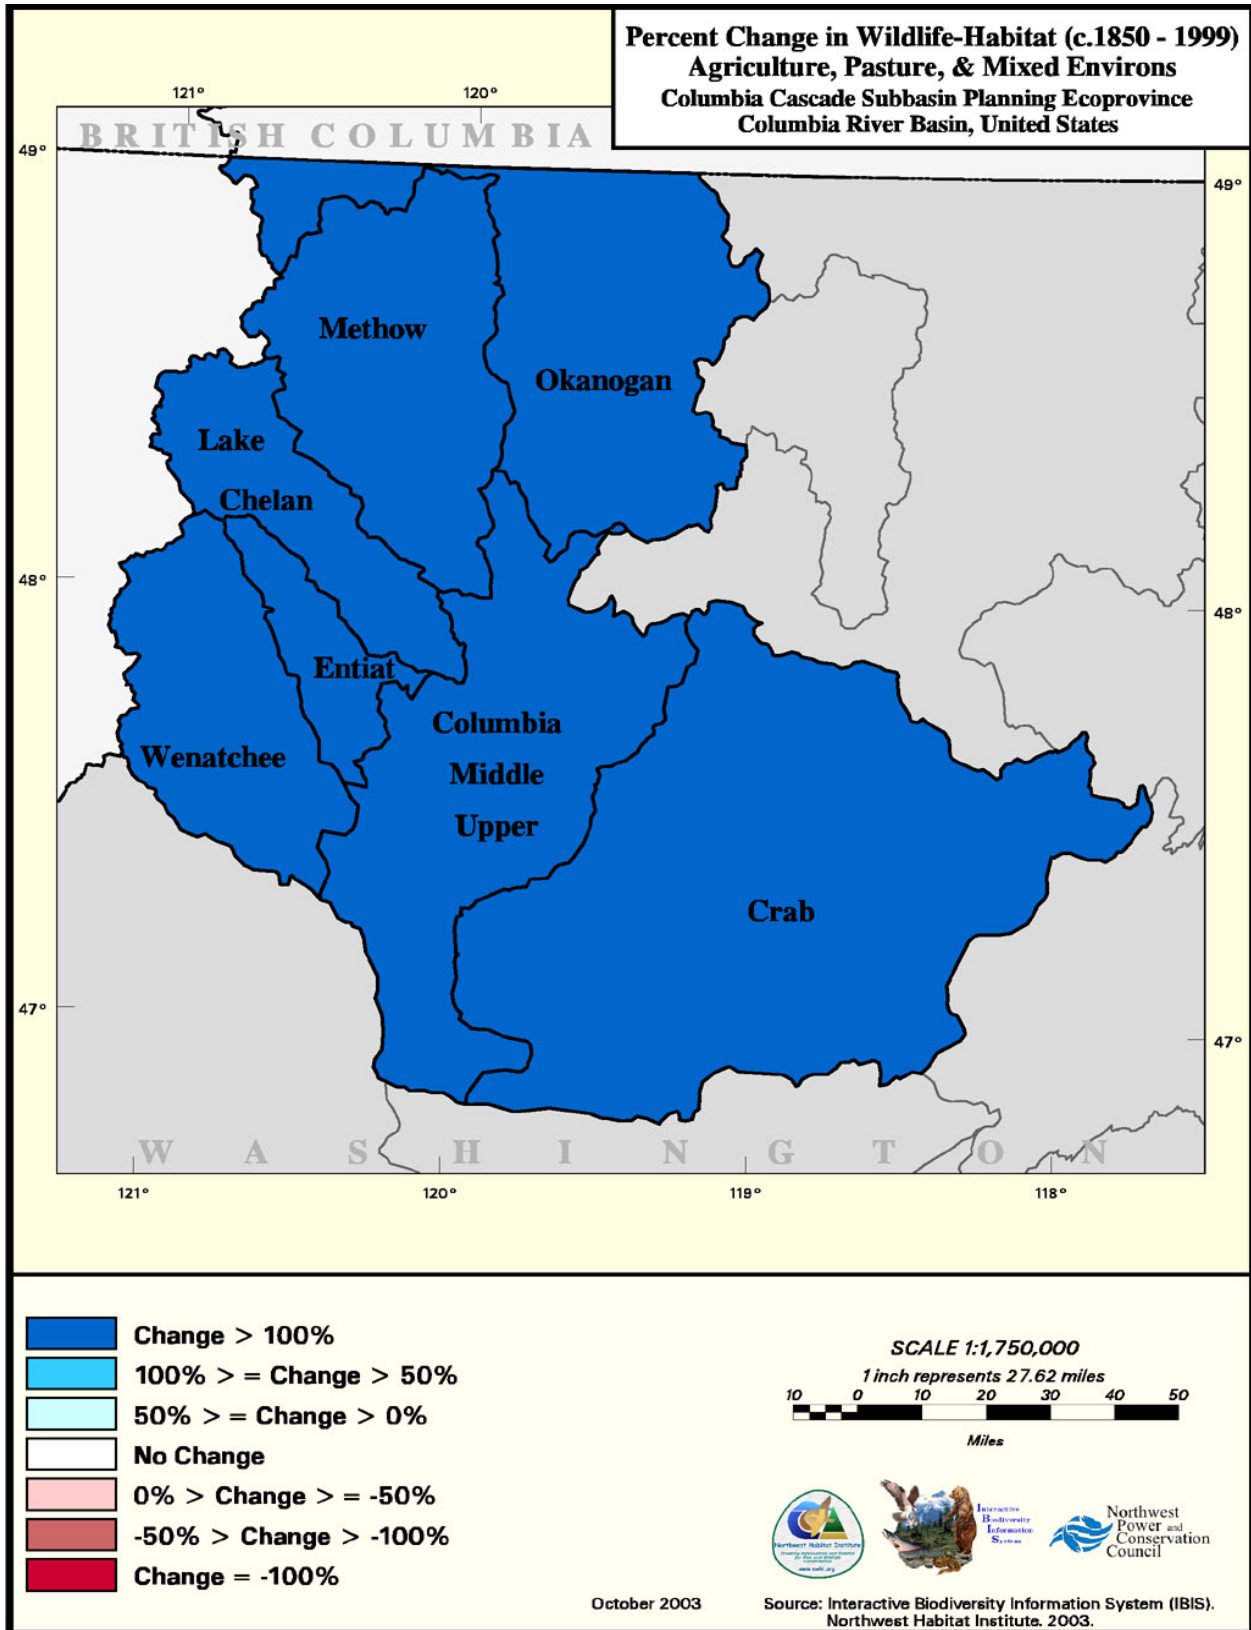 Percent Change in Wildlife-Habitat (c.1850 - 1999)
Agriculture, Pasture, & Mixed Environs
Columbia Cascade Subbasin Planning Ecoprovince
Columbia River Basin, United States
121°
120°
BRITISH COLUMBIA
49°
49°
Methow
Okanogan
Lake
Chelan
48°
48°
Entiat
Columbia
Middle
Upper
Wenatchee
Crab
47°
47°
WASHINGTON
121°
120°
119°
118°
Change > 100%
100% > = Change > 50%
50% > = Change > 0%
No Change
0% > Change > = -50%
-50% > Change > -100%
Change = -100%
SCALE 1:1,750,000
1 inch represents 27.62 miles
10 0 10 20 30 40 50
Miles
Northwest Habitat Institute
www.nwhi.org
Interactive
Biodiversity
Information
System
Northwest
Power and
Conservation
Council
October 2003
Source: Interactive Biodiversity Information System (IBIS).
Northwest Habitat Institute. 2003.